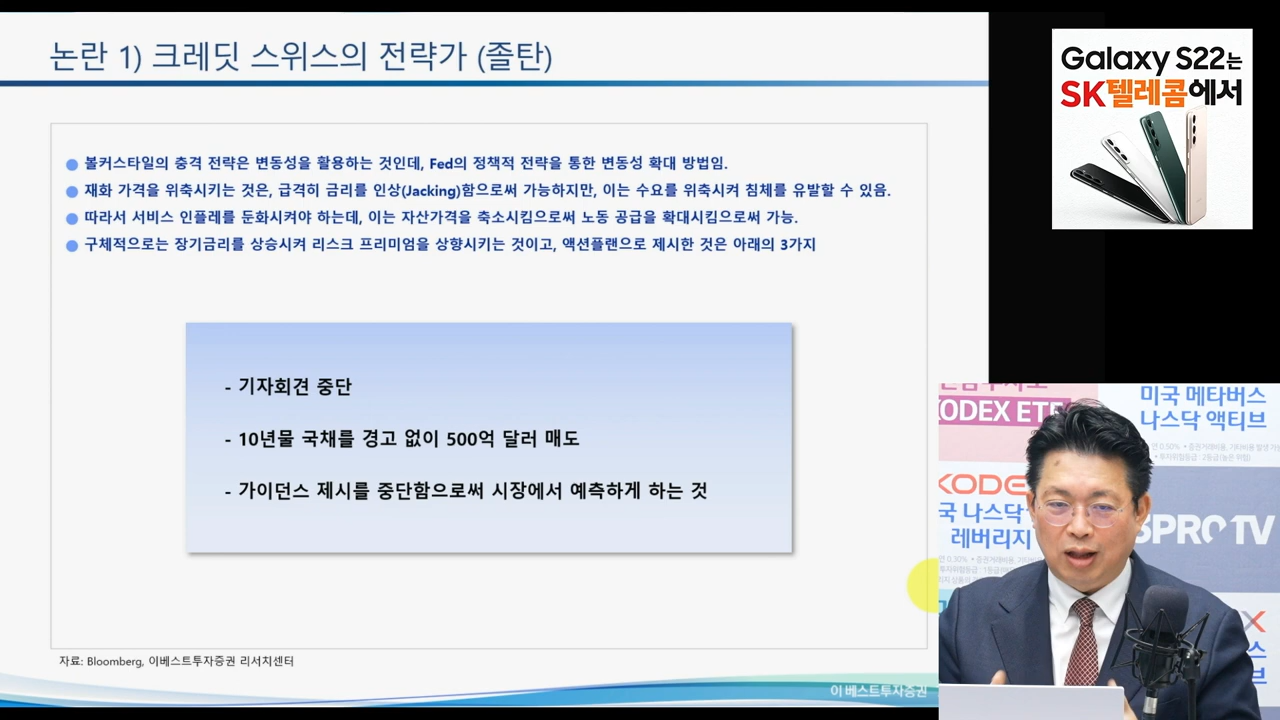 논란 1) 크레딧 스위스의 전략가 (졸탄)
볼커스타일의 충격 전략은 변동성을 활용하는 것인데, Fed의 정책적 전략을 통한 변동성 확대 방법임.
재화 가격을 위축시키는 것은, 급격히 금리를 인상(Jacking)함으로써 가능하지만, 이는 수요를 위축시켜 침체를 유발할 수 있음.
따라서 서비스 인플레를 둔화시켜야 하는데, 이는 자산가격을 축소시킴으로써 노동 공급을 확대시킴으로써 가능.
구체적으로는 장기금리를 상승시켜 리스크 프리미엄을 상향시키는 것이고, 액션플랜으로 제시한 것은 아래의 3가지
- 기자회견 중단
- 10년물 국채를 경고 없이 500억 달러 매도
- 가이던스 제시를 중단함으로써 시장에서 예측하게 하는 것
자료: Bloomberg, 이베스트투자증권 리서치센터
이베스트투자증권
Galaxy S22는
SK텔레콤에서
KODEX ETF
미국 메타버스
나스닥 액티브
KODE
국 나스닥
레버리지
3PRO TV